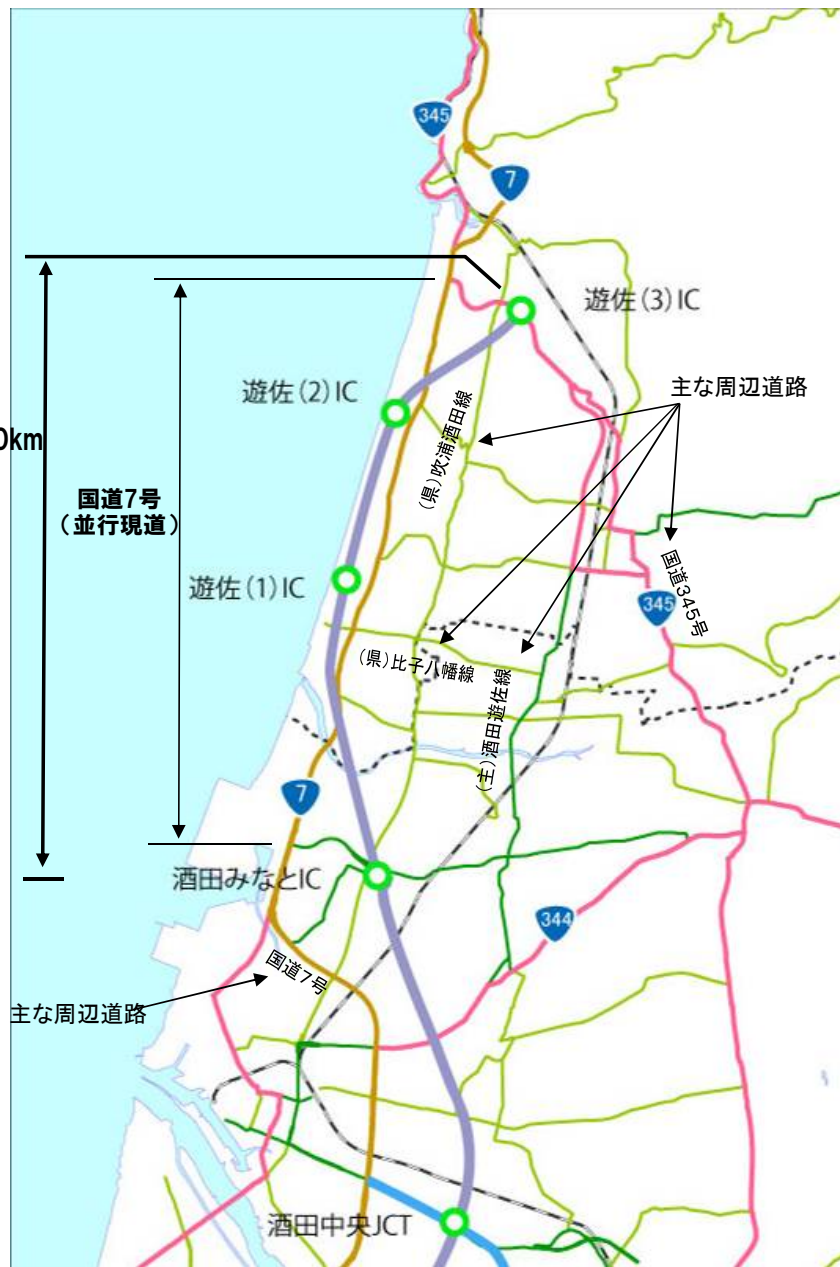 345
7
遊佐(3)IC
遊佐(2)IC
主な周辺道路
0km
(県)吹浦酒田線
国道7号
(並行現道)
遊佐(1)IC
国道345号
345
(県)比子八幡線
(主)酒田遊佐線
7
酒田みなとIC
344
国道7号
主な周辺道路
酒田中央JCT